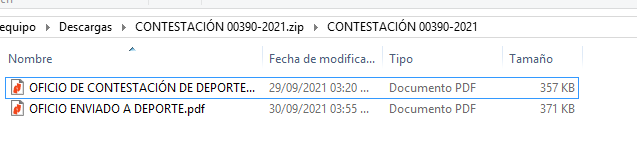 equipo ▸ Descargas ▸ CONTESTACIÓN 00390-2021.zip ▸ CONTESTACIÓN 00390-2021
Nombre Fecha de modifica... Tipo Tamaño
OFICIO DE CONTESTACIÓN DE DEPORTE... 29/09/2021 03:20 ... Documento PDF 357 KB
OFICIO ENVIADO A DEPORTE.pdf 30/09/2021 03:55 ... Documento PDF 371 KB